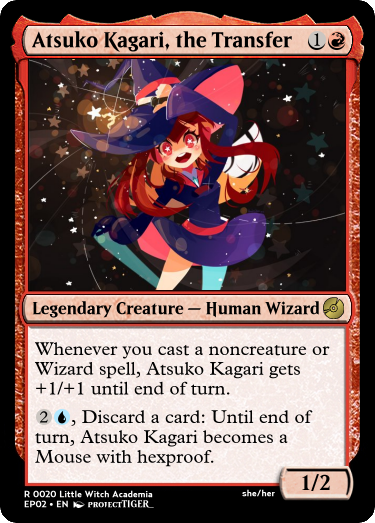 Atsuko Kagari, the Transfer 1
Legendary Creature — Human Wizard
Whenever you cast a noncreature or
Wizard spell, Atsuko Kagari gets
+1/+1 until end of turn.
2, Discard a card: Until end of
turn, Atsuko Kagari becomes a
Mouse with hexproof.
1/2
R 0020 Little Witch Academia she/her
EP02 • EN PROTECTTIGER_